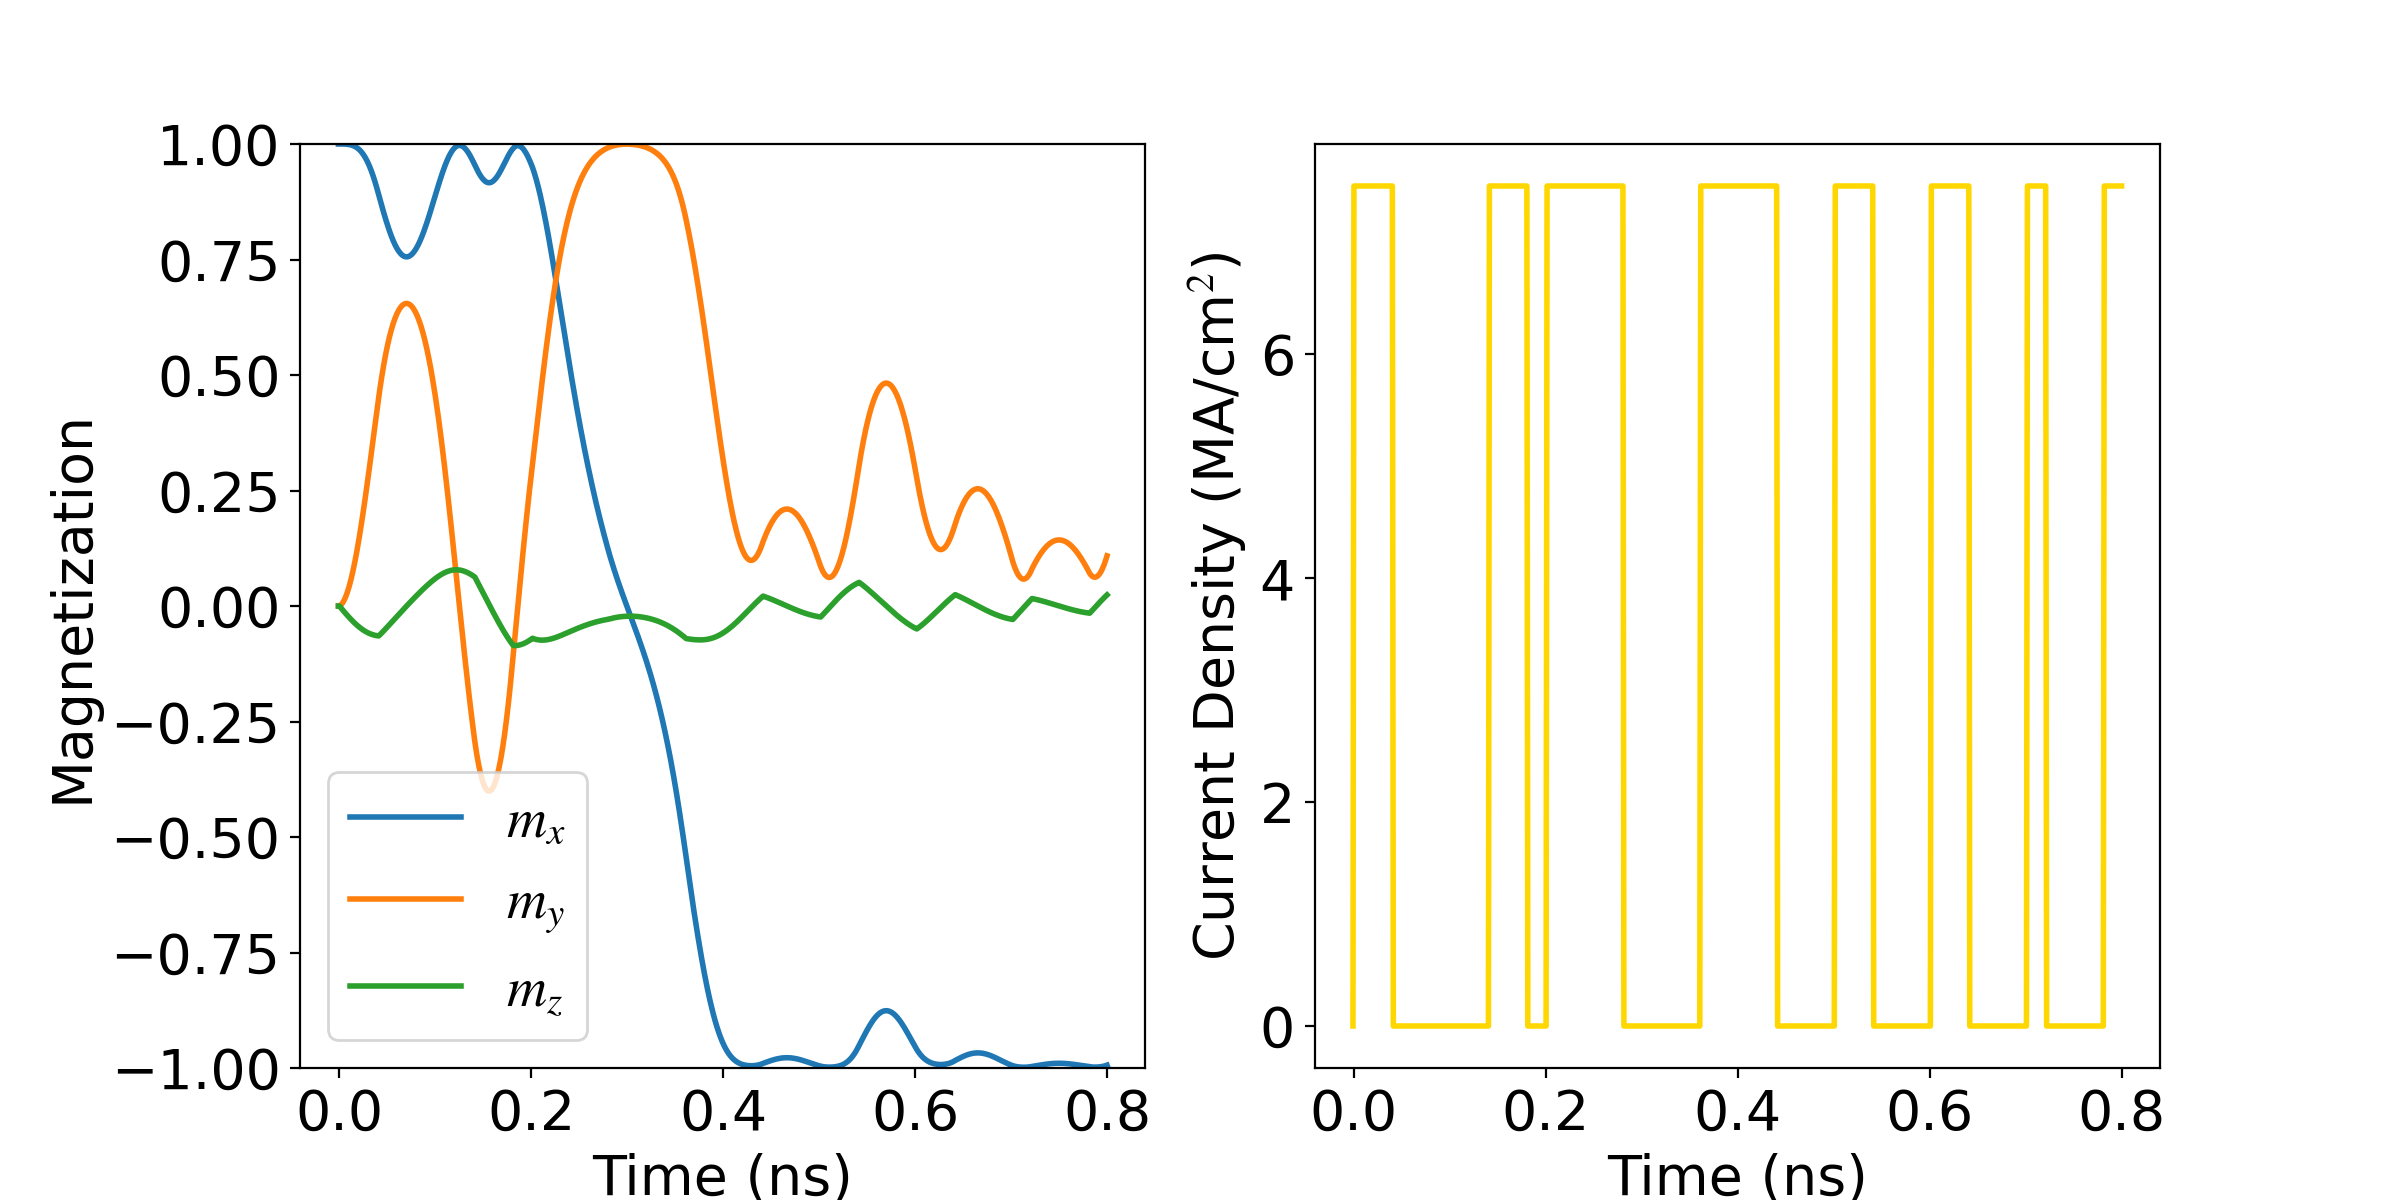 Magnetization
1.00
0.75
0.50
0.25
0.00
−0.25
−0.50
−0.75
−1.00
m_x
m_y
m_z
0.0 0.2 0.4 0.6 0.8
Time (ns)
Current Density (MA/cm²)
6
4
2
0
0.0 0.2 0.4 0.6 0.8
Time (ns)